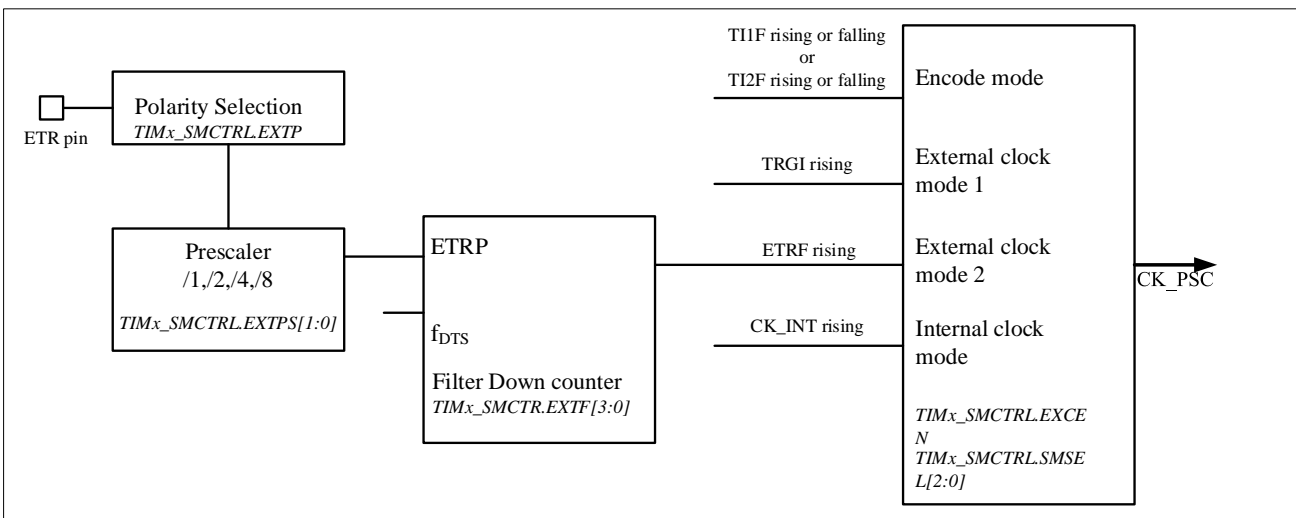 ETR pin
Polarity Selection
TIMx_SMCTRL.EXTP
Prescaler
/1,/2,/4,/8
TIMx_SMCTRL.EXTPS[1:0]
ETRP
fDTS
Filter Down counter
TIMx_SMCTR.EXTF[3:0]
TI1F rising or falling
or
TI2F rising or falling
TRGI rising
ETRF rising
CK_INT rising
Encode mode
External clock
mode 1
External clock
mode 2
Internal clock
mode
TIMx_SMCTRL.EXCE
N
TIMx_SMCTRL.SMSE
L[2:0]
CK_PSC